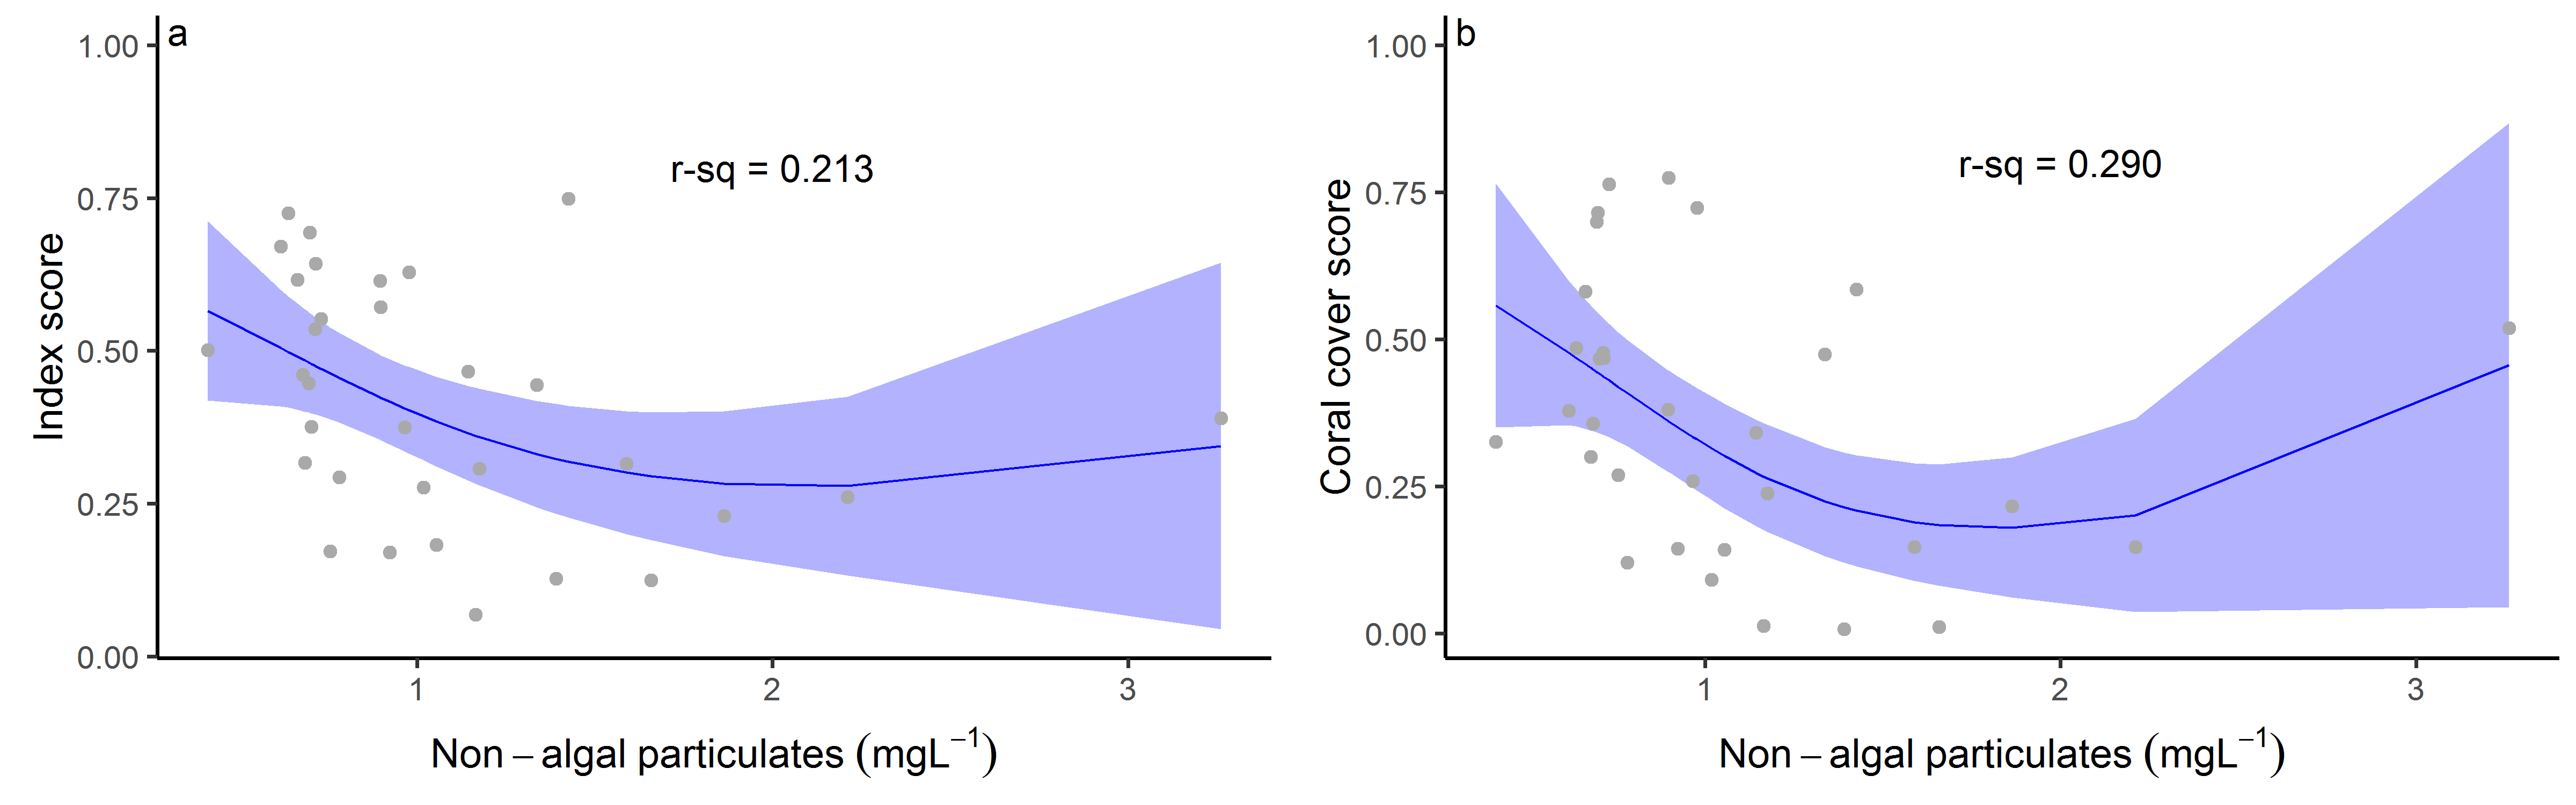 a
r-sq = 0.213
Index score
1.00
0.75
0.50
0.25
0.00
1 2 3
Non – algal particulates (mgL⁻¹)
b
r-sq = 0.290
Coral cover score
1.00
0.75
0.50
0.25
0.00
1 2 3
Non – algal particulates (mgL⁻¹)